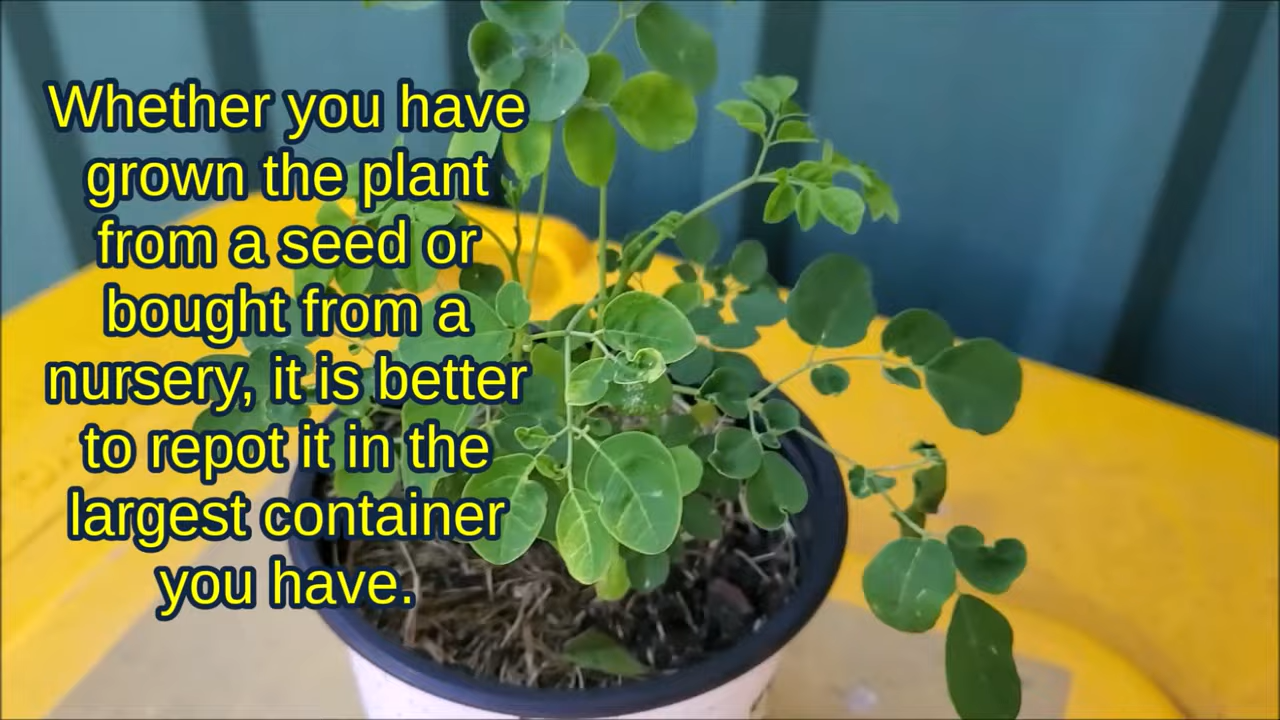 Whether you have
grown the plant
from a seed or
bought from a
nursery, it is better
to repot it in the
largest container
you have.